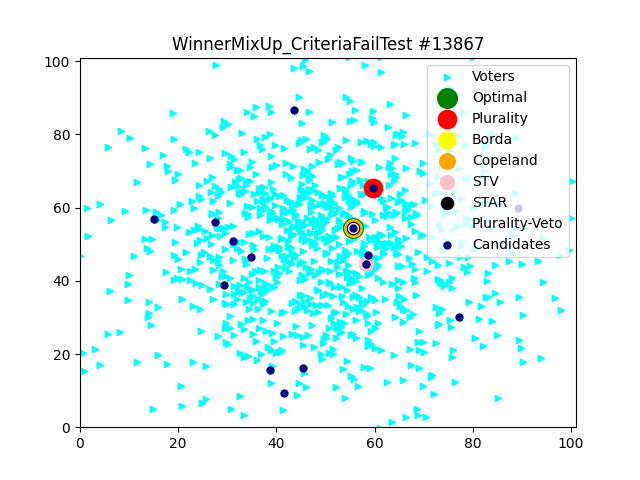 WinnerMixUp_CriteriaFailTest #13867
100
80
60
40
20
0
0
20
40
60
80
100
Voters
Optimal
Plurality
Borda
Copeland
STV
STAR
Plurality-Veto
Candidates